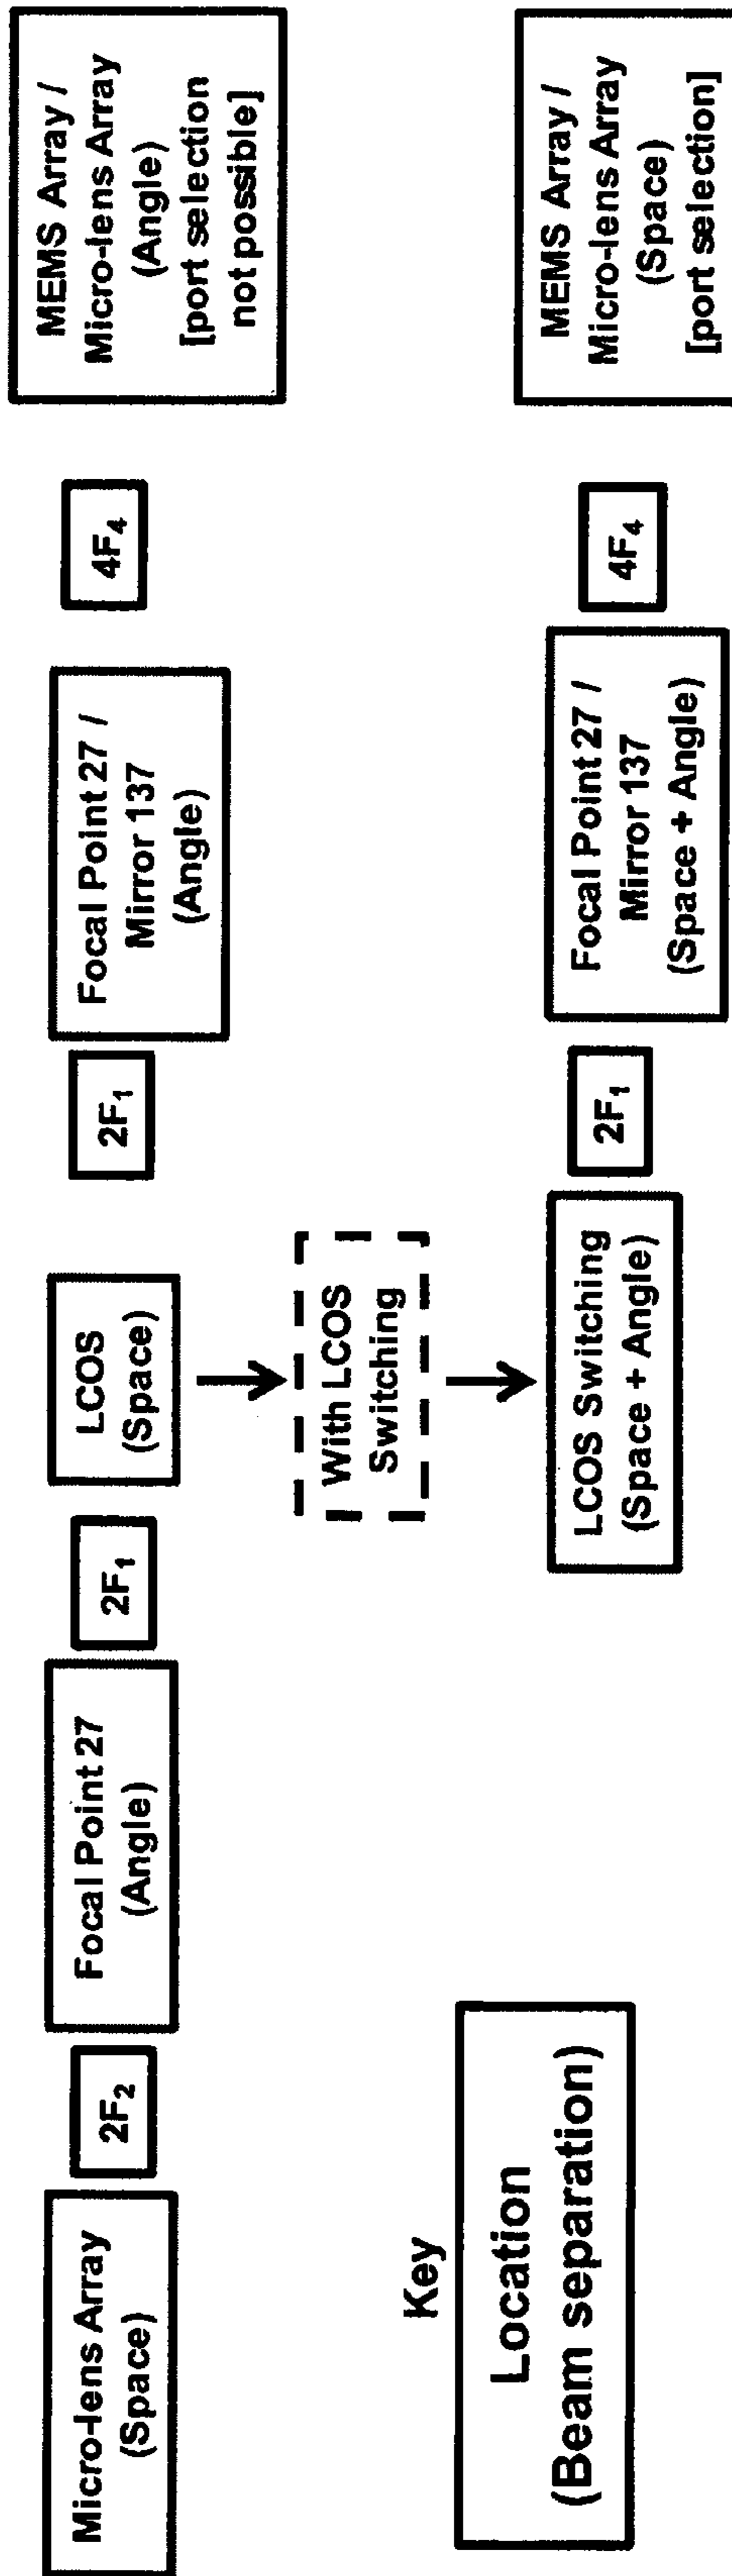 Micro-lens Array
(Space)
2F₂
Focal Point 27
(Angle)
2F₁
LCOS
(Space)
2F₁
Focal Point 27 /
Mirror 137
(Angle)
4F₄
MEMS Array /
Micro-lens Array
(Angle)
[port selection
not possible]
With LCOS
Switching
LCOS Switching
(Space + Angle)
2F₁
Focal Point 27 /
Mirror 137
(Space + Angle)
4F₄
MEMS Array /
Micro-lens Array
(Space)
[port selection]
Key
Location
(Beam separation)